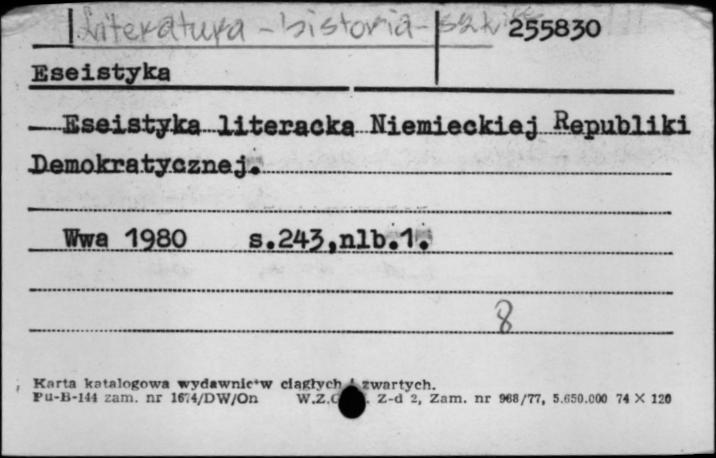 Literatura - historia - szkice 255830
Eseistyka
Eseistyka literacka Niemieckiej Republiki
Demokratycznej.
Wwa 1980 s.243,nlb.1.
8
Karta katalogowa wydawnictw ciągłych i zwartych.
Pu-B-144 zam. nr 1674/DW/On W.Z.G. Z-d 2, Zam. nr 968/77, 5.650.000 74 X 120